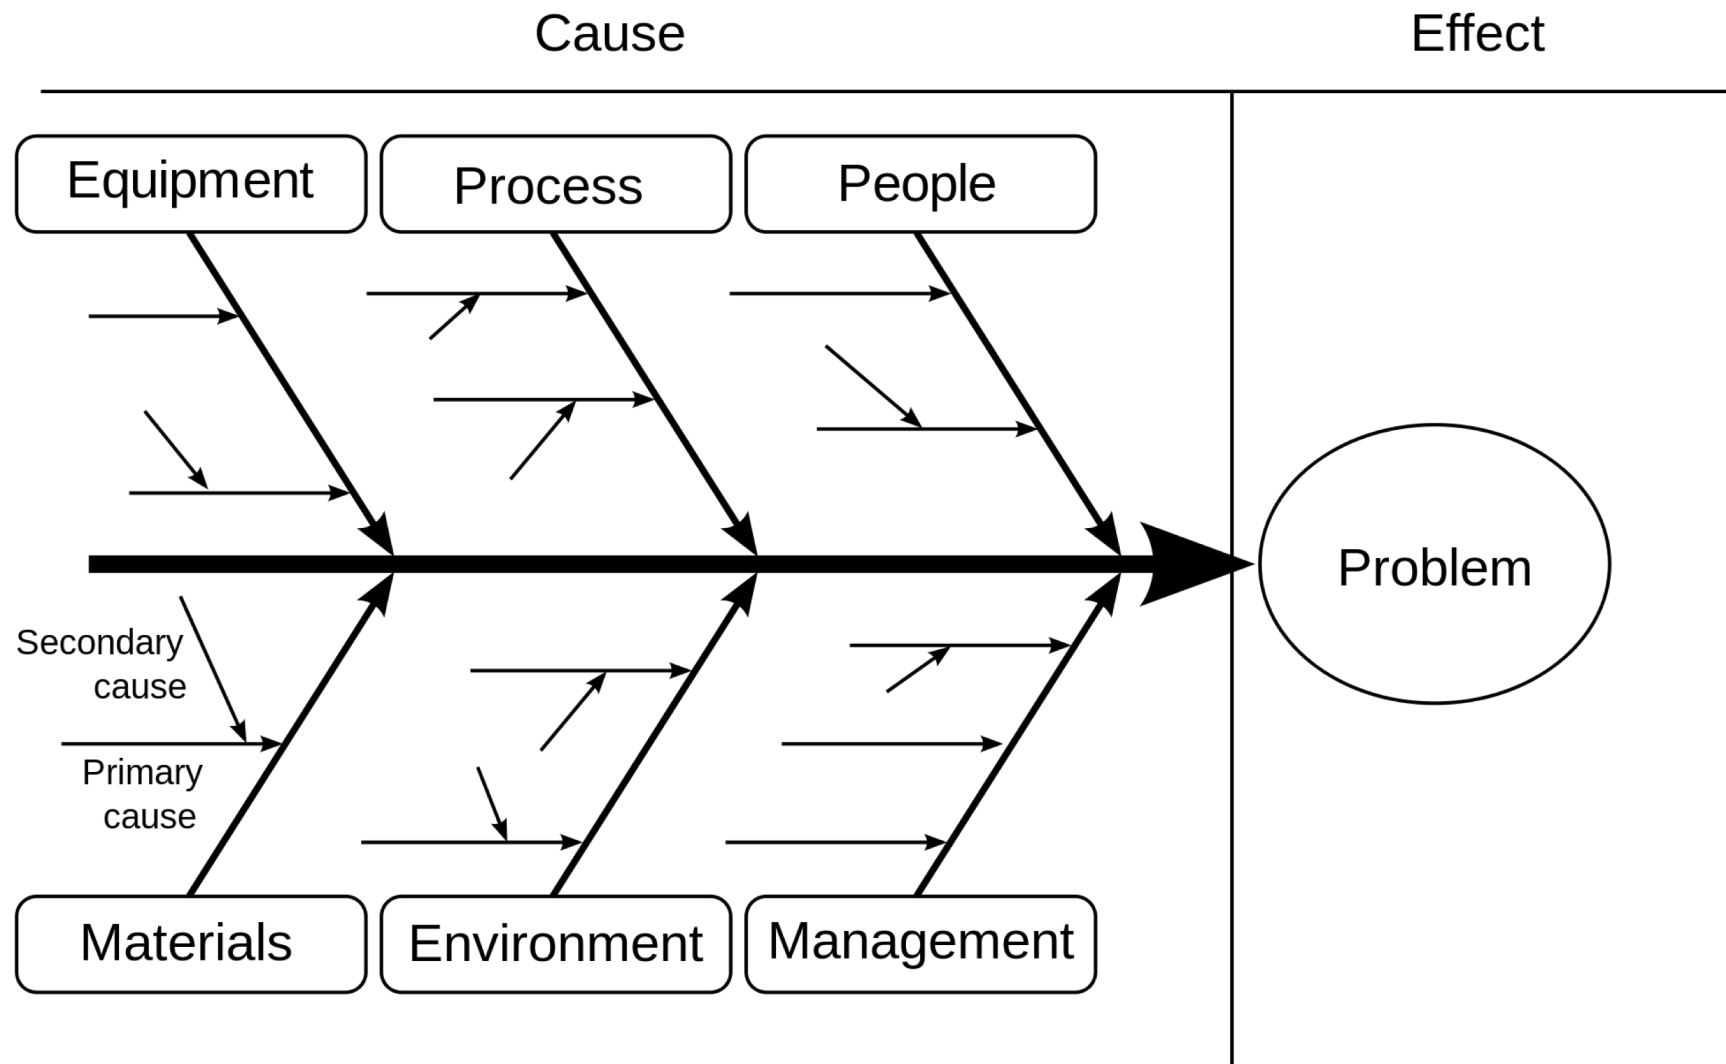 Cause
Effect
Equipment
Process
People
Problem
Secondary
cause
Primary
cause
Materials
Environment
Management